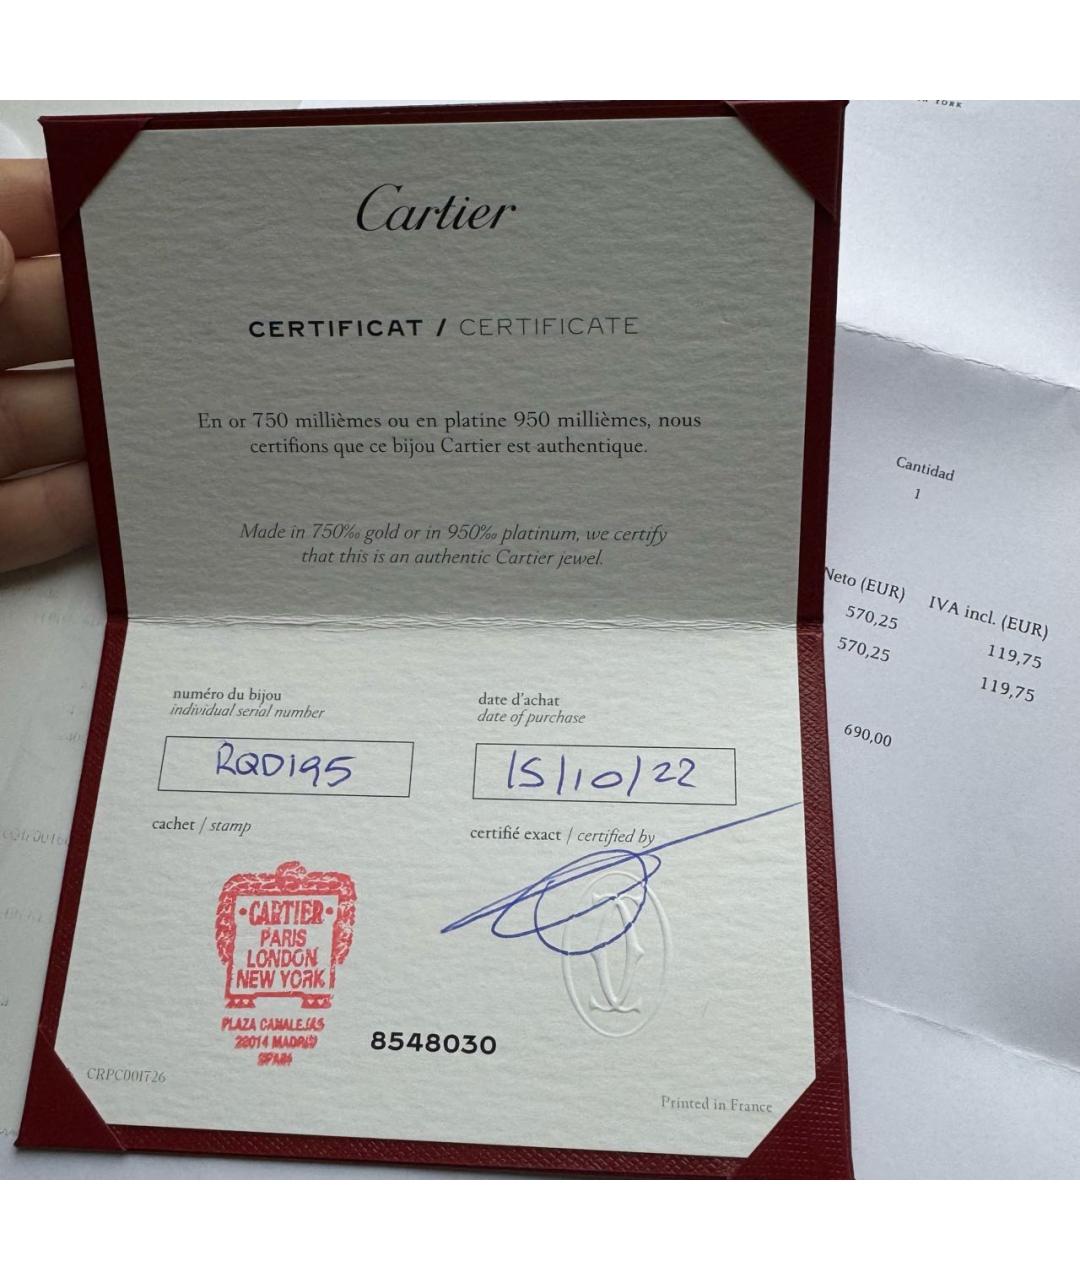 YORK
Cartier
CERTIFICAT / CERTIFICATE
En or 750 millièmes ou en platine 950 millièmes, nous
certifions que ce bijou Cartier est authentique.
Made in 750‰ gold or in 950‰ platinum, we certify
that this is an authentic Cartier jewel.
numéro du bijou
individual serial number
RQD195
date d'achat
date of purchase
15/10/22
cachet / stamp
certifié exact / certified by
•CARTIER•
PARIS
LONDON
NEW YORK
PLAZA CANALEJAS
28014 MADRID
SPAIN
8548030
CRPC001726
Printed in France
Cantidad
1
Neto (EUR) IVA incl. (EUR)
570,25 119,75
570,25 119,75
690,00